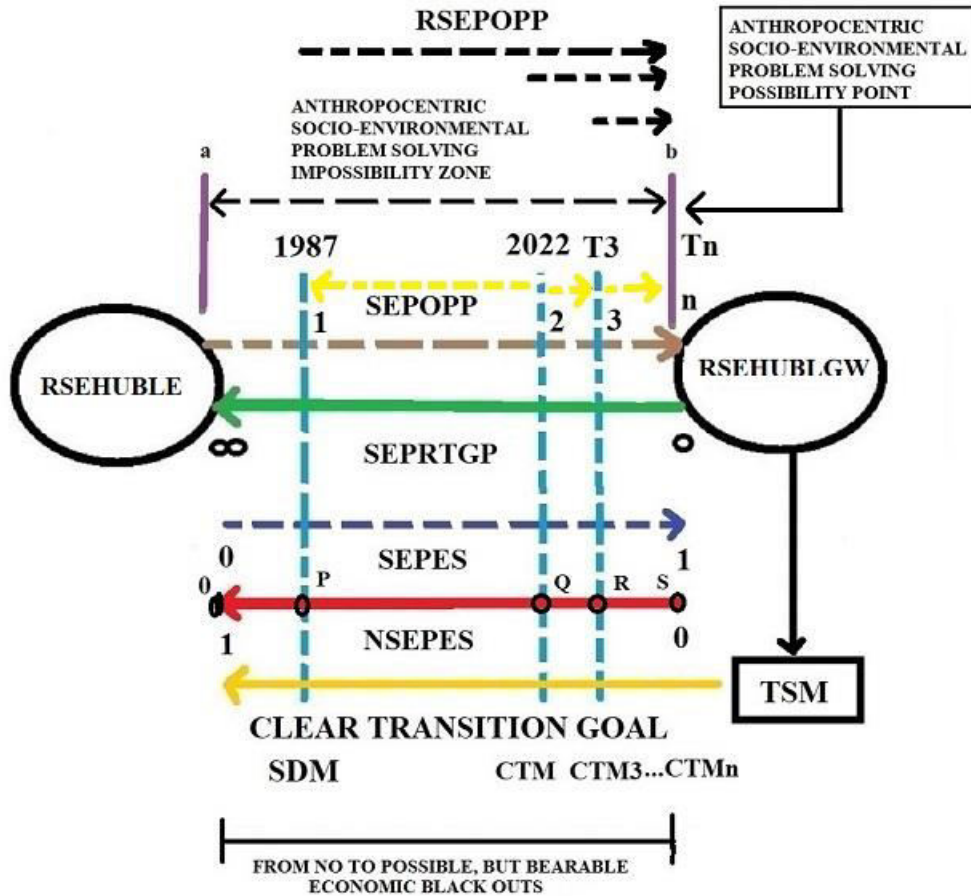 RSEPOPP
ANTHROPOCENTRIC
SOCIO-ENVIRONMENTAL
PROBLEM SOLVING
POSSIBILITY POINT
ANTHROPOCENTRIC
SOCIO-ENVIRONMENTAL
PROBLEM SOLVING
IMPOSSIBILITY ZONE
a
b
1987
2022
T3
Tn
SEPOPP
1
2
3
n
RSEHUBLE
RSEHUBLGW
∞
0
SEPRTGP
0
SEPES
1
0
P
Q
R
S
1
NSEPES
0
TSM
CLEAR TRANSITION GOAL
SDM
CTM
CTM3...CTMn
FROM NO TO POSSIBLE, BUT BEARABLE
ECONOMIC BLACK OUTS